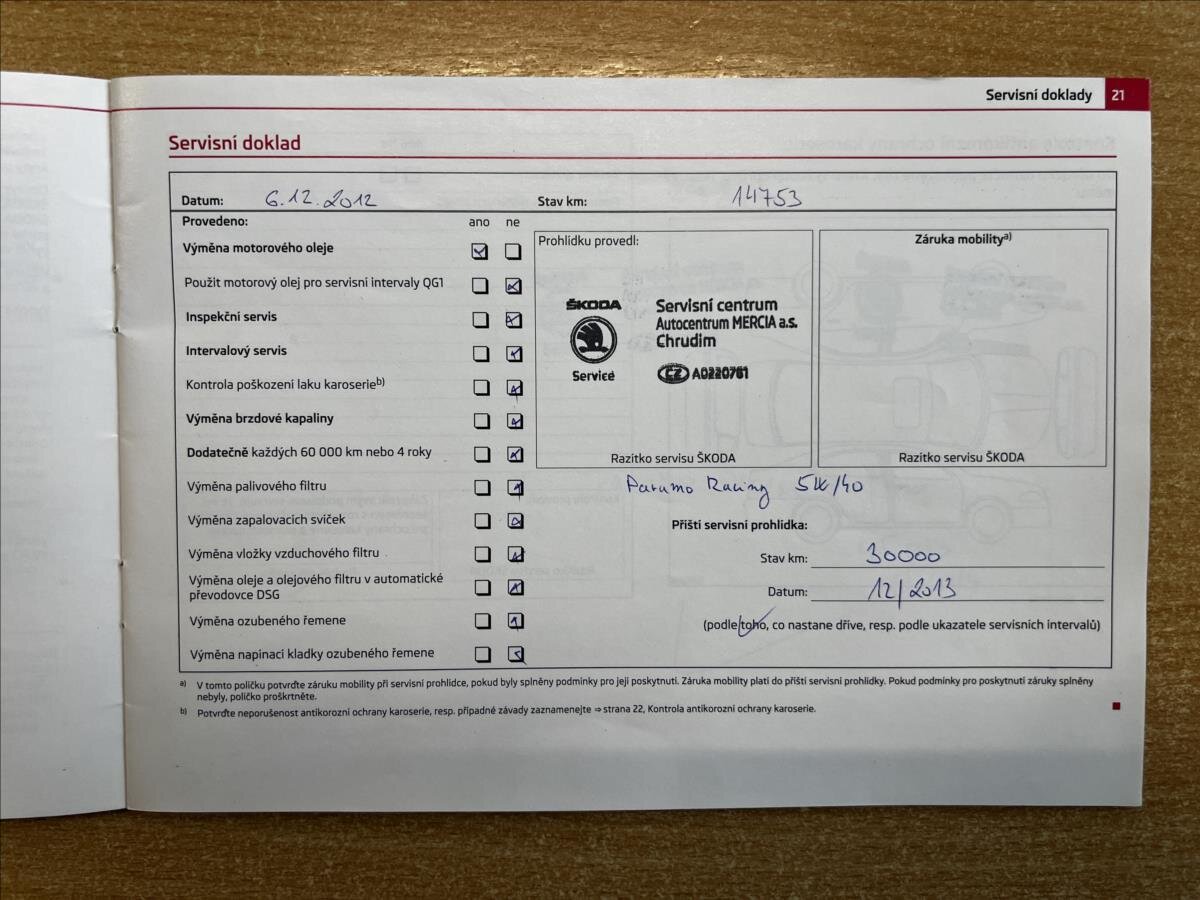 Servisní doklady 21
Servisní doklad
Datum: 6.12.2012 Stav km: 14753
Provedeno: ano ne
Výměna motorového oleje
Použit motorový olej pro servisní intervaly QG1
Inspekční servis
Intervalový servis
Kontrola poškození laku karoserie b)
Výměna brzdové kapaliny
Dodatečně každých 60 000 km nebo 4 roky
Výměna palivového filtru
Výměna zapalovacích svíček
Výměna vložky vzduchového filtru
Výměna oleje a olejového filtru v automatické
převodovce DSG
Výměna ozubeného řemene
Výměna napínací kladky ozubeného řemene
Prohlídku provedl:
ŠKODA
Service
Servisní centrum
Autocentrum MERCIA a.s.
Chrudim
CZ A0220761
Razítko servisu ŠKODA
Záruka mobility a)
Razítko servisu ŠKODA
Paramo Racing 5W/40
Příští servisní prohlídka:
Stav km: 30000
Datum: 12/2013
(podle toho, co nastane dříve, resp. podle ukazatele servisních intervalů)
a) V tomto políčku potvrďte záruku mobility při servisní prohlídce, pokud byly splněny podmínky pro její poskytnutí. Záruka mobility platí do příští servisní prohlídky. Pokud podmínky pro poskytnutí záruky splněny
nebyly, políčko proškrtněte.
b) Potvrďte neporušenost antikorozní ochrany karoserie, resp. případné závady zaznamenejte ⇒ strana 22, Kontrola antikorozní ochrany karoserie.